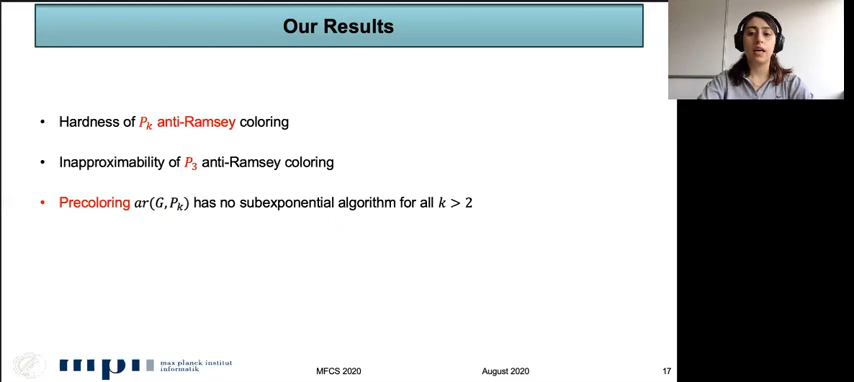 Our Results
• Hardness of Pₖ anti-Ramsey coloring
• Inapproximability of P₃ anti-Ramsey coloring
• Precoloring ar(G, Pₖ) has no subexponential algorithm for all k > 2
max planck institut
informatik
MFCS 2020
August 2020
17